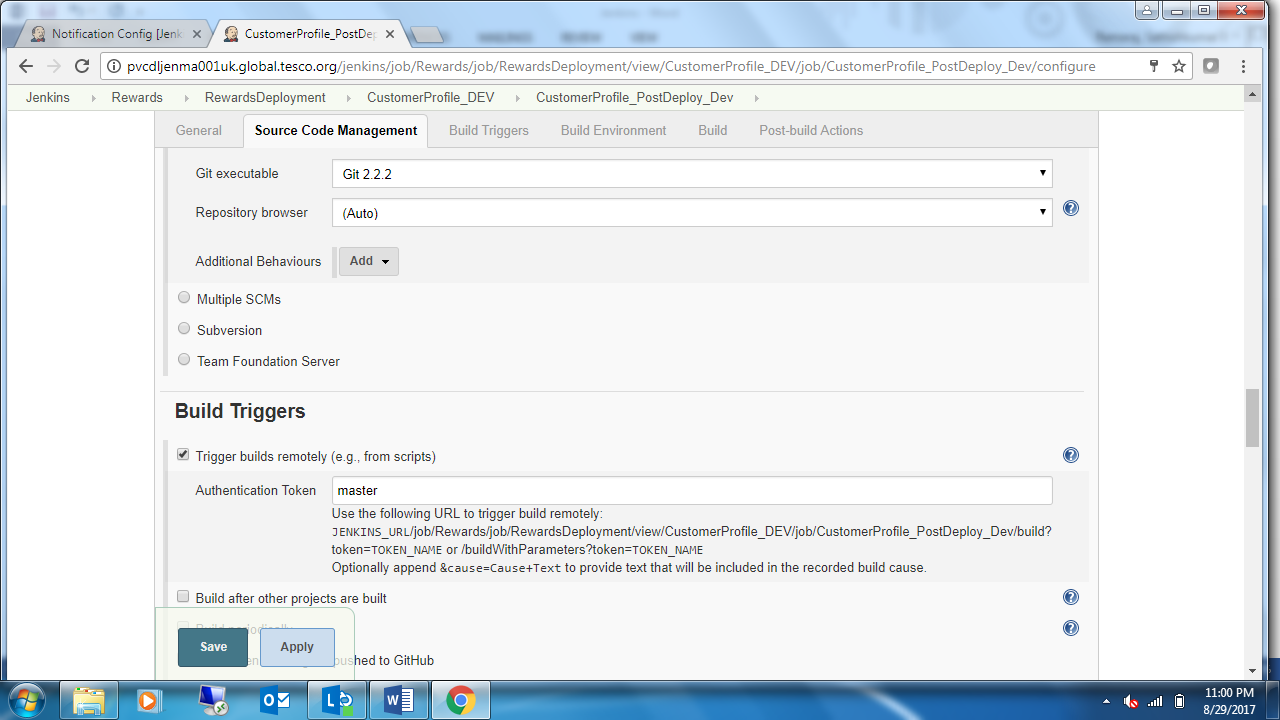 Notification Config [Jenk
CustomerProfile_PostDep
pvcdljenma001uk.global.tesco.org/jenkins/job/Rewards/job/RewardsDeployment/view/CustomerProfile_DEV/job/CustomerProfile_PostDeploy_Dev/configure
Jenkins Rewards RewardsDeployment CustomerProfile_DEV CustomerProfile_PostDeploy_Dev
General Source Code Management Build Triggers Build Environment Build Post-build Actions
Git executable Git 2.2.2
Repository browser (Auto)
Additional Behaviours Add
Multiple SCMs
Subversion
Team Foundation Server
Build Triggers
Trigger builds remotely (e.g., from scripts)
Authentication Token master
Use the following URL to trigger build remotely:
JENKINS_URL/job/Rewards/job/RewardsDeployment/view/CustomerProfile_DEV/job/CustomerProfile_PostDeploy_Dev/build?
token=TOKEN_NAME or /buildWithParameters?token=TOKEN_NAME
Optionally append &cause=Cause+Text to provide text that will be included in the recorded build cause.
Build after other projects are built
Build periodically
Save Apply
pushed to GitHub
11:00 PM
8/29/2017